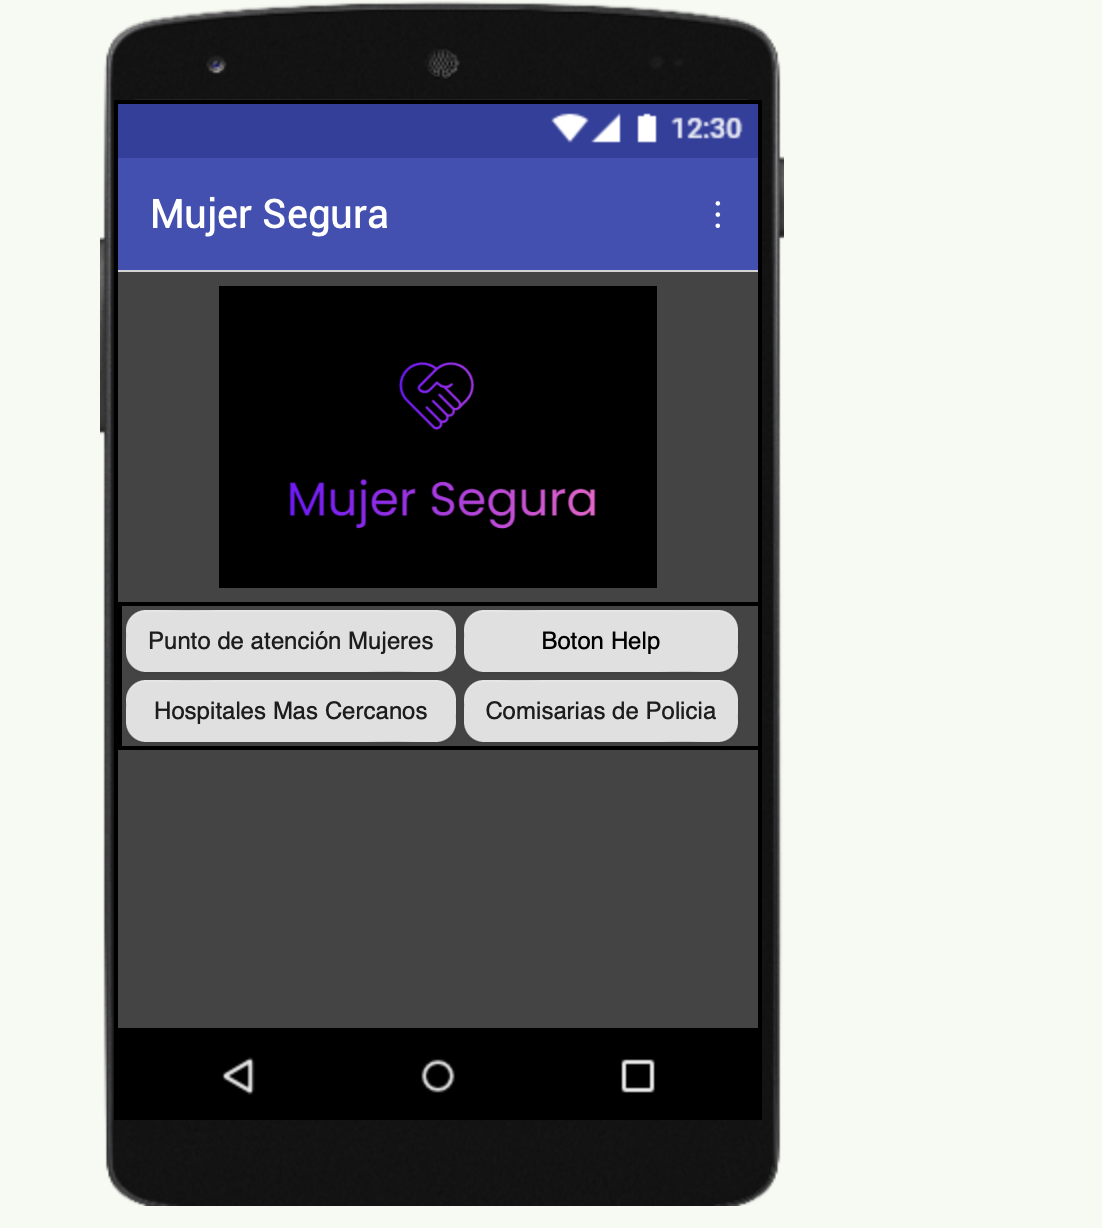 12:30
Mujer Segura
Mujer Segura
Punto de atención Mujeres
Boton Help
Hospitales Mas Cercanos
Comisarias de Policia